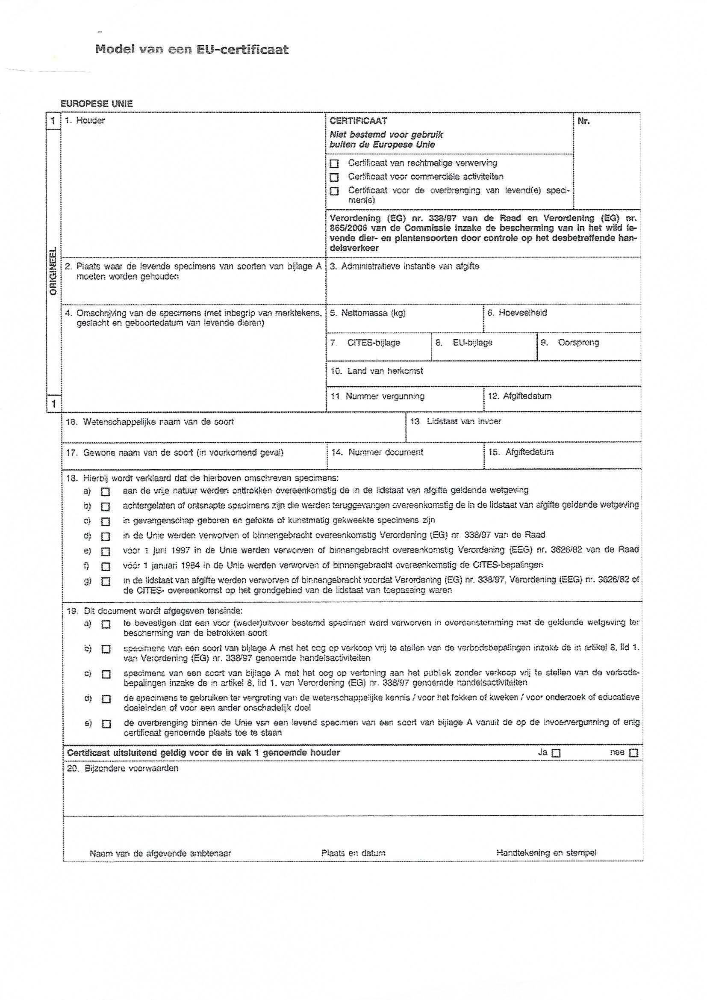 Model van een EU-certificaat
EUROPESE UNIE
1
1. Houder
CERTIFICAAT
Niet bestemd voor gebruik
buiten de Europese Unie
Nr.
Certificaat van rechtmatige verwerving
Certificaat voor commerciële activiteiten
Certificaat voor de overbrenging van levend(e) speci-
men(s)
Verordening (EG) nr. 338/97 van de Raad en Verordening (EG) nr.
865/2006 van de Commissie inzake de bescherming van in het wild le-
vende dier- en plantensoorten door controle op het desbetreffende han-
delsverkeer
ORIGINEEL
2. Plaats waar de levende specimens van soorten van bijlage A
moeten worden gehouden
3. Administratieve instantie van afgifte
4. Omschrijving van de specimens (met inbegrip van merktekens,
geslacht en geboortedatum van levende dieren)
5. Nettomassa (kg)
6. Hoeveelheid
7. CITES-bijlage
8. EU-bijlage
9. Oorsprong
10. Land van herkomst
11. Nummer vergunning
12. Afgiftedatum
1
16. Wetenschappelijke naam van de soort
13. Lidstaat van invoer
17. Gewone naam van de soort (in voorkomend geval)
14. Nummer document
15. Afgiftedatum
18. Hierbij wordt verklaard dat de hierboven omschreven specimens:
a) aan de vrije natuur werden onttrokken overeenkomstig de in de lidstaat van afgifte geldende wetgeving
b) achtergelaten of ontsnapte specimens zijn die werden teruggevangen overeenkomstig de in de lidstaat van afgifte geldende wetgeving
c) in gevangenschap geboren en gefokte of kunstmatig gekweekte specimens zijn
d) in de Unie werden verworven of binnengebracht overeenkomstig Verordening (EG) nr. 338/97 van de Raad
e) vóór 1 juni 1997 in de Unie werden verworven of binnengebracht overeenkomstig Verordening (EEG) nr. 3626/82 van de Raad
f) vóór 1 januari 1984 in de Unie werden verworven of binnengebracht overeenkomstig de CITES-bepalingen
g) in de lidstaat van afgifte werden verworven of binnengebracht voordat Verordening (EG) nr. 338/97, Verordening (EEG) nr. 3626/82 of
de CITES- overeenkomst op het grondgebied van de lidstaat van toepassing waren
19. Dit document wordt afgegeven teneinde:
a) te bevestigen dat een voor (weder)uitvoer bestemd specimen werd verworven in overeenstemming met de geldende wetgeving ter
bescherming van de betrokken soort
b) specimens van een soort van bijlage A met het oog op verkoop vrij te stellen van de verbodsbepalingen inzake de in artikel 8, lid 1,
van Verordening (EG) nr. 338/97 genoemde handelsactiviteiten
c) specimens van een soort van bijlage A met het oog op vertoning aan het publiek zonder verkoop vrij te stellen van de verbods-
bepalingen inzake de in artikel 8, lid 1, van Verordening (EG) nr. 338/97 genoemde handelsactiviteiten
d) de specimens te gebruiken ter vergroting van de wetenschappelijke kennis / voor het fokken of kweken / voor onderzoek of educatieve
doeleinden of voor een ander onschadelijk doel
e) de overbrenging binnen de Unie van een levend specimen van een soort van bijlage A vanuit de op de invoervergunning of enig
certificaat genoemde plaats toe te staan
Certificaat uitsluitend geldig voor de in vak 1 genoemde houder
Ja
nee
20. Bijzondere voorwaarden
Naam van de afgevende ambtenaar
Plaats en datum
Handtekening en stempel